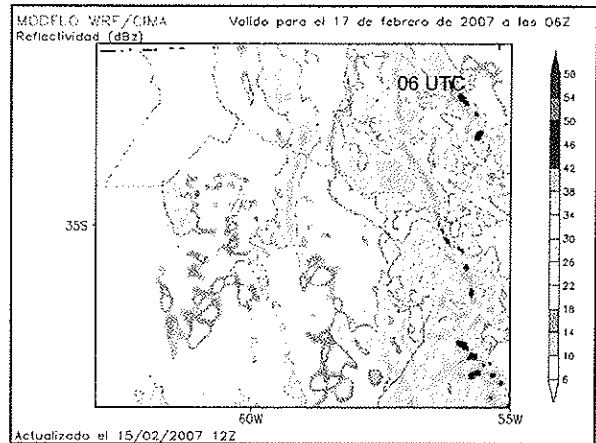 MODELO WRF/CIMA Valido para el 17 de febrero de 2007 a las 06Z
Reflectividad (dBz)
06 UTC
58
54
50
46
42
38
34
30
26
22
18
14
10
6
35S
60W 55W
Actualizado el 15/02/2007 12Z